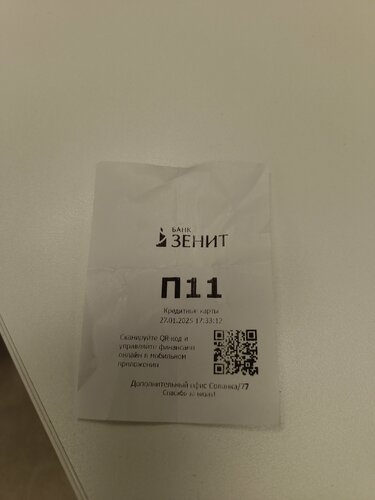 БАНК
ЗЕНИТ
П11
Кредитные карты
27.01.2025 17:33:12
Сканируйте QR-код и
управляйте финансами
онлайн в мобильном
приложении
Дополнительный офис Солянка/77
Спасибо за визит!